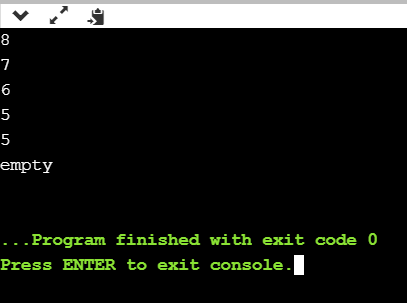 8
7
6
5
5
empty
...Program finished with exit code 0
Press ENTER to exit console.